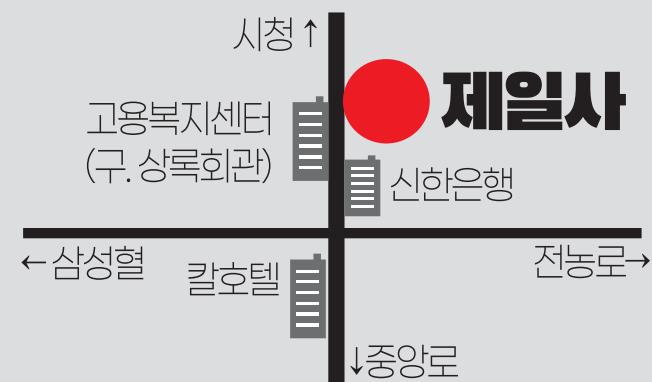 시청↑
제일사
고용복지센터
(구. 상록회관)
신한은행
←삼성혈
전농로→
칼호텔
↓중앙로